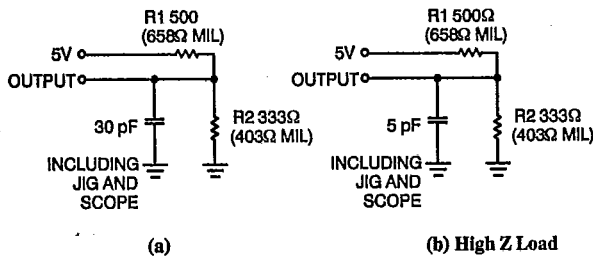 R1 500
(658Ω MIL)
5V
OUTPUT
30 pF
R2 333Ω
(403Ω MIL)
INCLUDING
JIG AND
SCOPE
(a)
R1 500Ω
(658Ω MIL)
5V
OUTPUT
5 pF
R2 333Ω
(403Ω MIL)
INCLUDING
JIG AND
SCOPE
(b) High Z Load